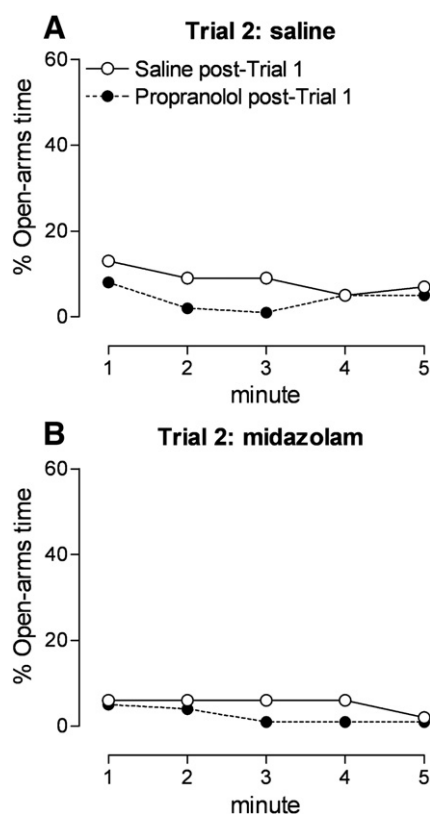 A
Trial 2: saline
Saline post-Trial 1
Propranolol post-Trial 1
% Open-arms time
60
40
20
0
1 2 3 4 5
minute
B
Trial 2: midazolam
% Open-arms time
60
40
20
0
1 2 3 4 5
minute